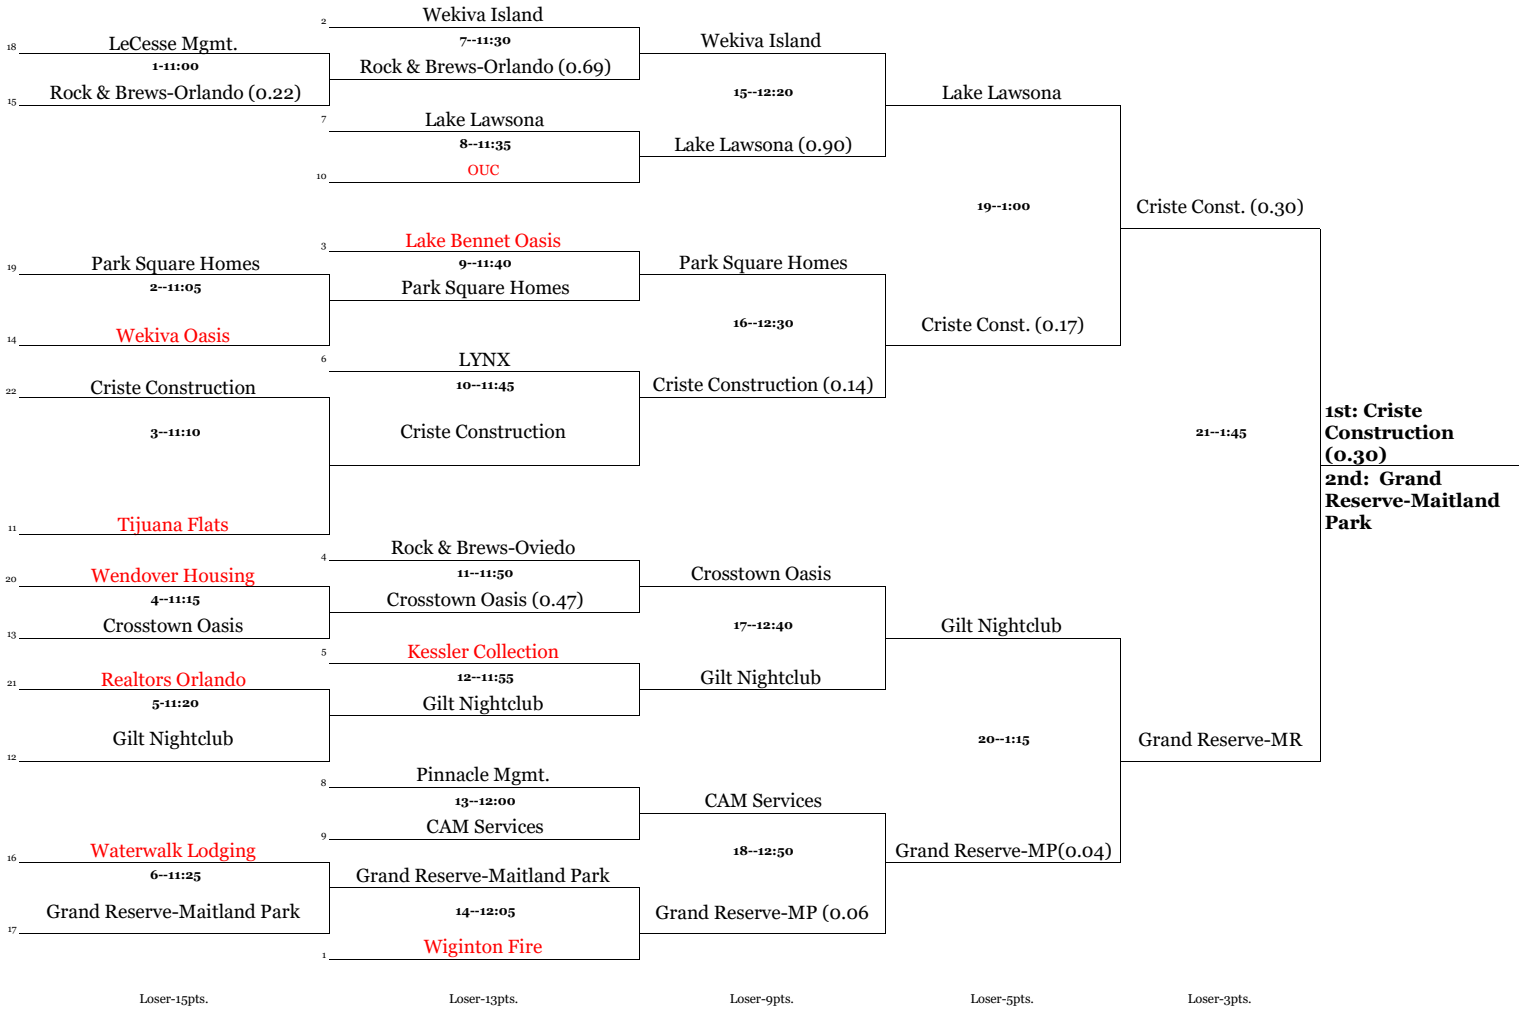 2
Wekiva Island
18
LeCesse Mgmt.
7--11:30
Wekiva Island
1-11:00
Rock & Brews-Orlando (0.69)
15
Rock & Brews-Orlando (0.22)
15--12:20
Lake Lawsona
7
Lake Lawsona
8--11:35
Lake Lawsona (0.90)
10
OUC
19--1:00
Criste Const. (0.30)
3
Lake Bennet Oasis
19
Park Square Homes
9--11:40
Park Square Homes
2--11:05
Park Square Homes
14
Wekiva Oasis
16--12:30
Criste Const. (0.17)
6
LYNX
22
Criste Construction
10--11:45
Criste Construction (0.14)
3--11:10
Criste Construction
21--1:45
1st: Criste
Construction
(0.30)
2nd:  Grand
Reserve-Maitland
Park
11
Tijuana Flats
4
Rock & Brews-Oviedo
20
Wendover Housing
11--11:50
Crosstown Oasis
4--11:15
Crosstown Oasis (0.47)
13
Crosstown Oasis
17--12:40
Gilt Nightclub
5
Kessler Collection
21
Realtors Orlando
12--11:55
Gilt Nightclub
5-11:20
Gilt Nightclub
12
Gilt Nightclub
20--1:15
Grand Reserve-MR
8
Pinnacle Mgmt.
13--12:00
CAM Services
9
CAM Services
16
Waterwalk Lodging
18--12:50
Grand Reserve-MP(0.04)
6--11:25
Grand Reserve-Maitland Park
17
Grand Reserve-Maitland Park
14--12:05
Grand Reserve-MP (0.06
1
Wiginton Fire
Loser-15pts.
Loser-13pts.
Loser-9pts.
Loser-5pts.
Loser-3pts.